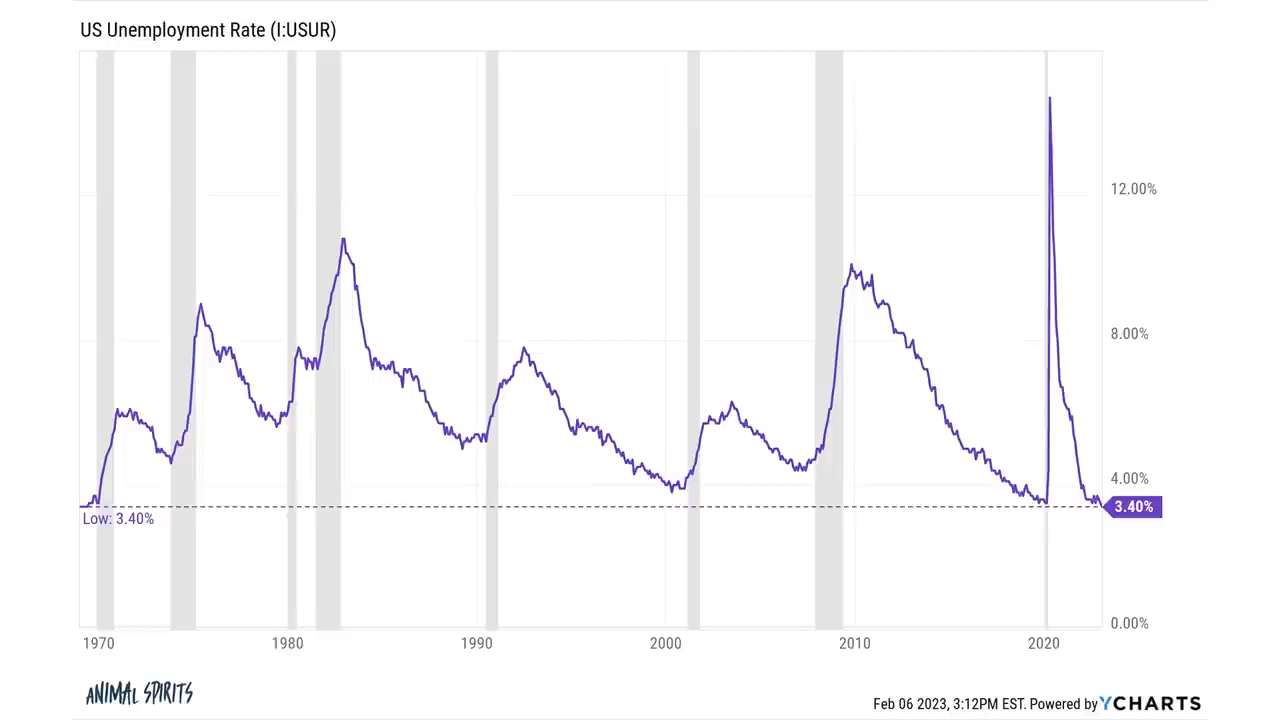 US Unemployment Rate (I:USUR)
12.00%
8.00%
4.00%
3.40%
Low: 3.40%
0.00%
1970 1980 1990 2000 2010 2020
ANIMAL SPIRITS
Feb 06 2023, 3:12PM EST. Powered by YCHARTS